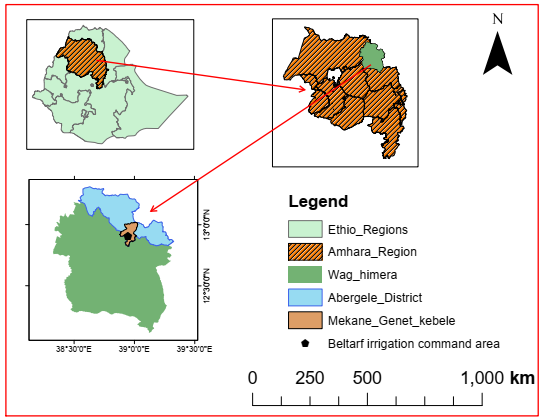 N
Legend
Ethio_Regions
Amhara_Region
Wag_himera
Abergele_District
Mekane_Genet_kebele
Beltarf irrigation command area
13°0'0"N
12°30'0"N
38°30'0"E 39°0'0"E 39°30'0"E
0 250 500 1,000 km